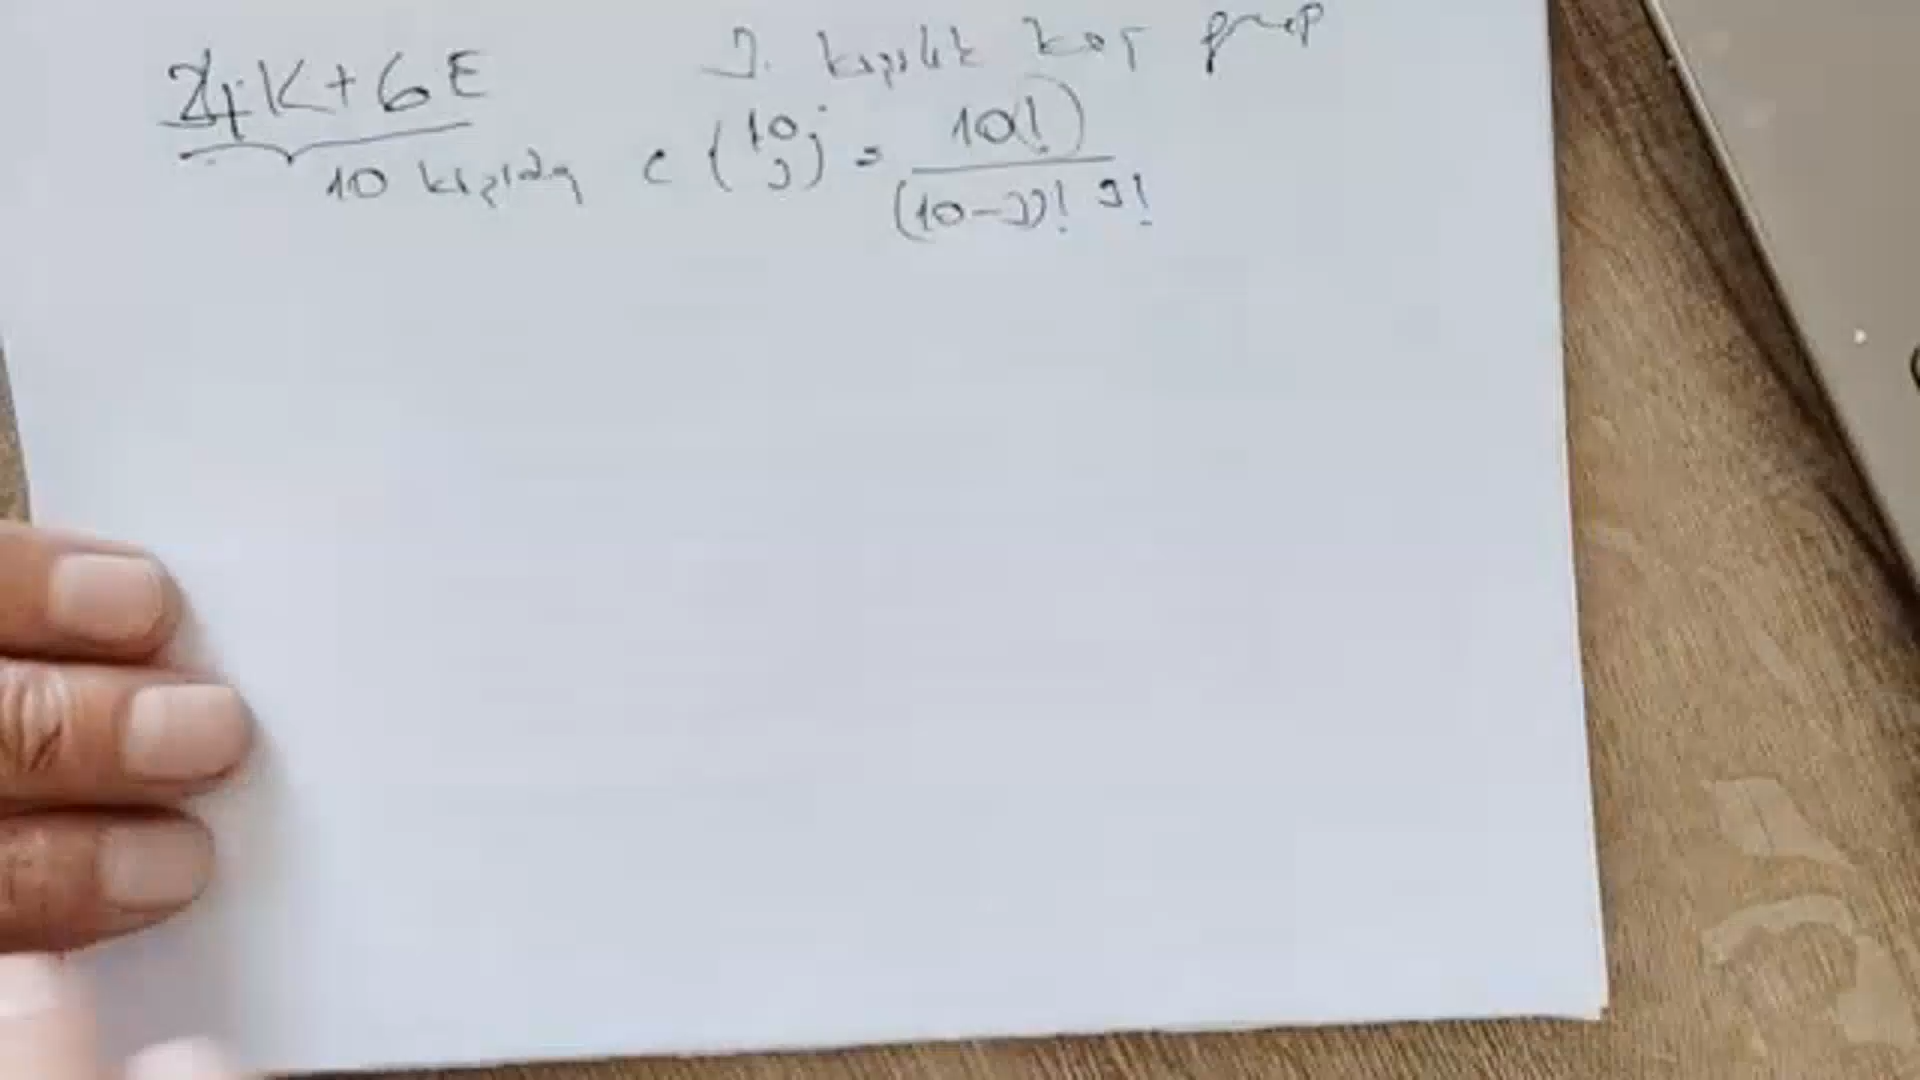 4K+6E
3 kişilik kaç grup
10 kişiden C (10 3) = 10! / (10-3)! 3!